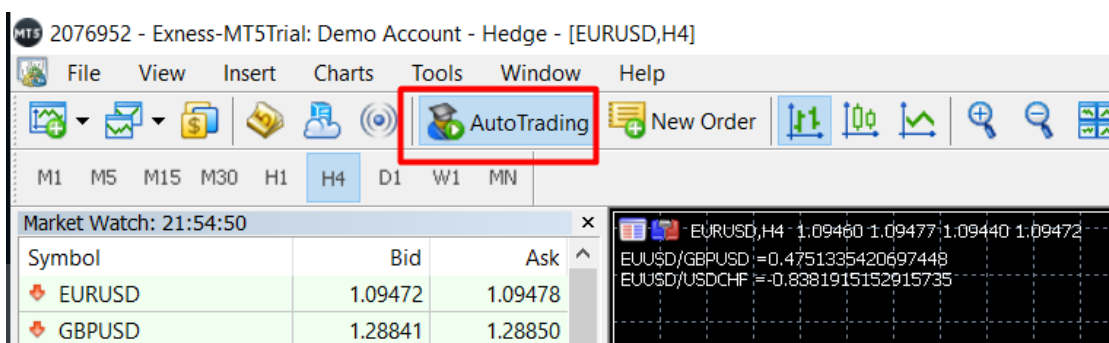 MT5 2076952 - Exness-MT5Trial: Demo Account - Hedge - [EURUSD,H4]
File View Insert Charts Tools Window Help
AutoTrading New Order
M1 M5 M15 M30 H1 H4 D1 W1 MN
Market Watch: 21:54:50
Symbol Bid Ask
EURUSD 1.09472 1.09478
GBPUSD 1.28841 1.28850
EURUSD,H4 1.09460 1.09477 1.09440 1.09472
EUUSD/GBPUSD =0.4751335420697448
EUUSD/USDCHF =-0.8381915152915735